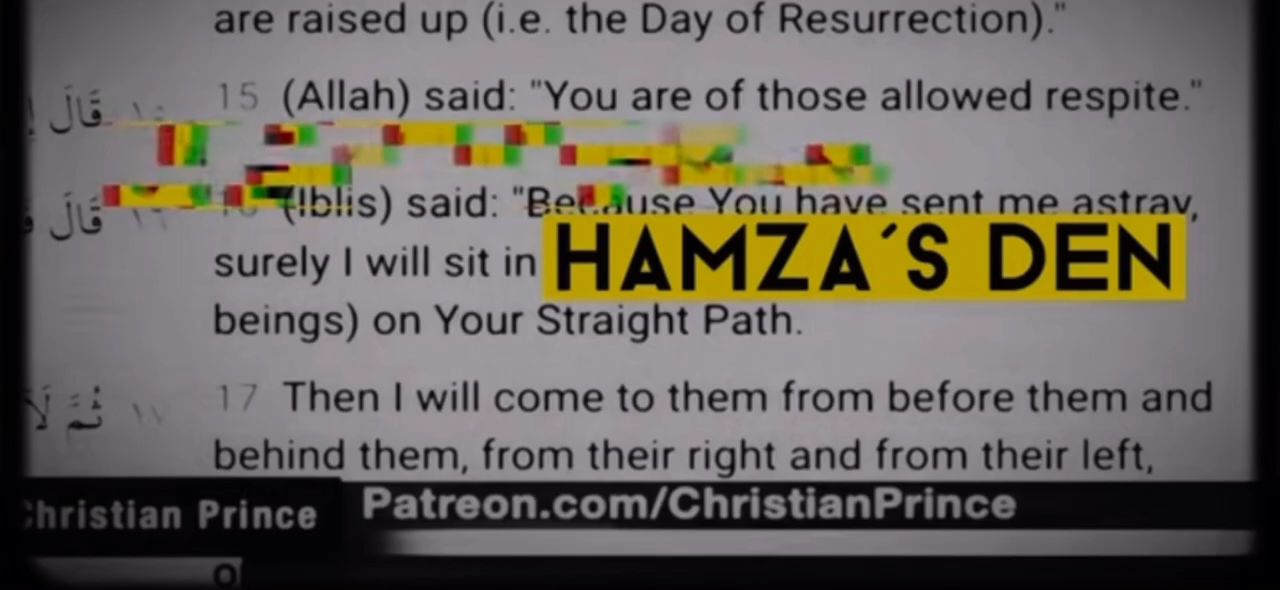 are raised up (i.e. the Day of Resurrection)."
15 (Allah) said: "You are of those allowed respite."
قَالَ
(Iblis) said: "Because You have sent me astray,
قَالَ
surely I will sit in
HAMZA´S DEN
beings) on Your Straight Path.
17 Then I will come to them from before them and
behind them, from their right and from their left,
Christian Prince
Patreon.com/ChristianPrince